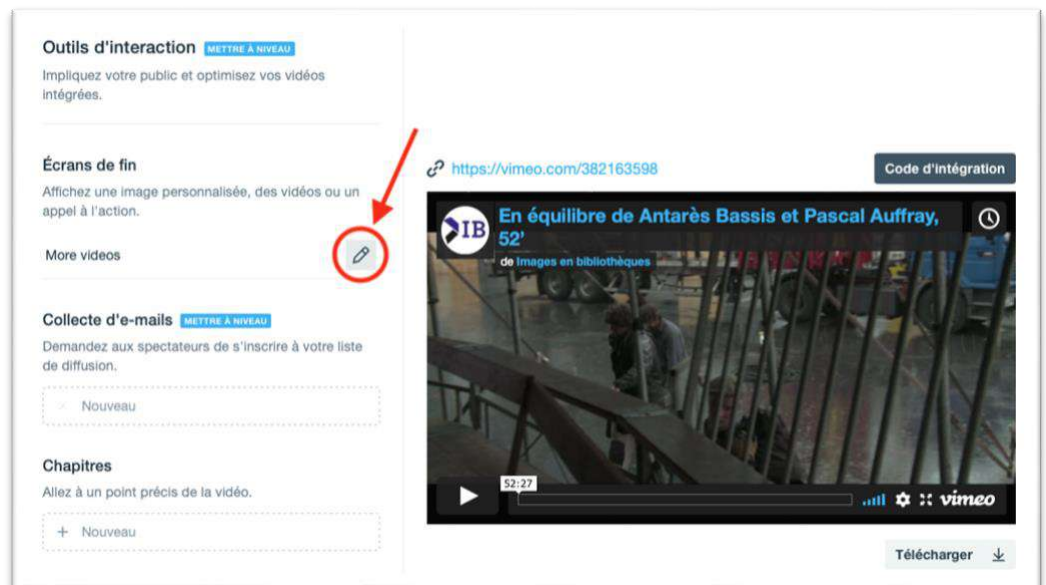 Outils d'interaction METTRE À NIVEAU
Impliquez votre public et optimisez vos vidéos
intégrées.
Écrans de fin
Affichez une image personnalisée, des vidéos ou un
appel à l'action.
More videos
Collecte d'e-mails METTRE À NIVEAU
Demandez aux spectateurs de s'inscrire à votre liste
de diffusion.
Nouveau
Chapitres
Allez à un point précis de la vidéo.
+ Nouveau
https://vimeo.com/382163598
Code d'intégration
IB
En équilibre de Antarès Bassis et Pascal Auffray,
52’
de Images en bibliothèques
52:27
vimeo
Télécharger